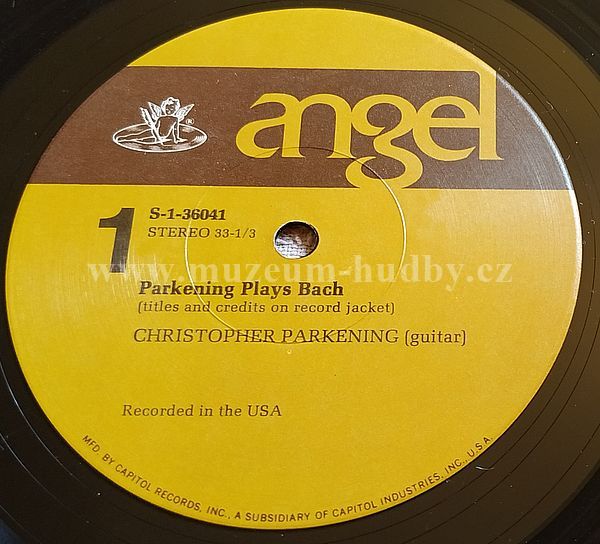 angel
®
1
S-1-36041
STEREO 33-1/3
www.muzeum-hudby.cz
Parkening Plays Bach
(titles and credits on record jacket)
CHRISTOPHER PARKENING (guitar)
Recorded in the USA
MFD. BY CAPITOL RECORDS, INC., A SUBSIDIARY OF CAPITOL INDUSTRIES, INC., U.S.A.